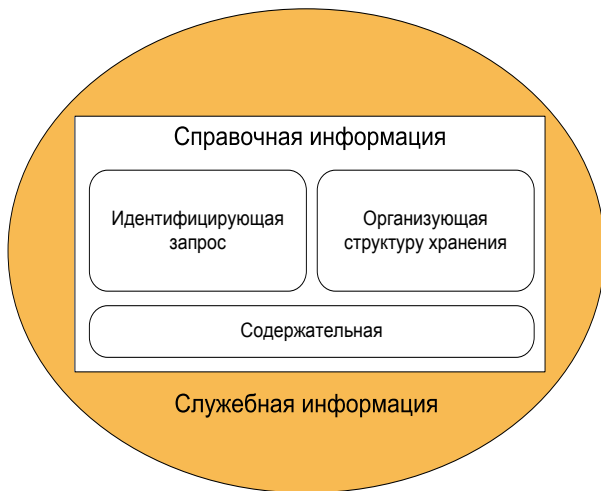 Справочная информация
Идентифицирующая
запрос
Организующая
структуру хранения
Содержательная
Служебная информация